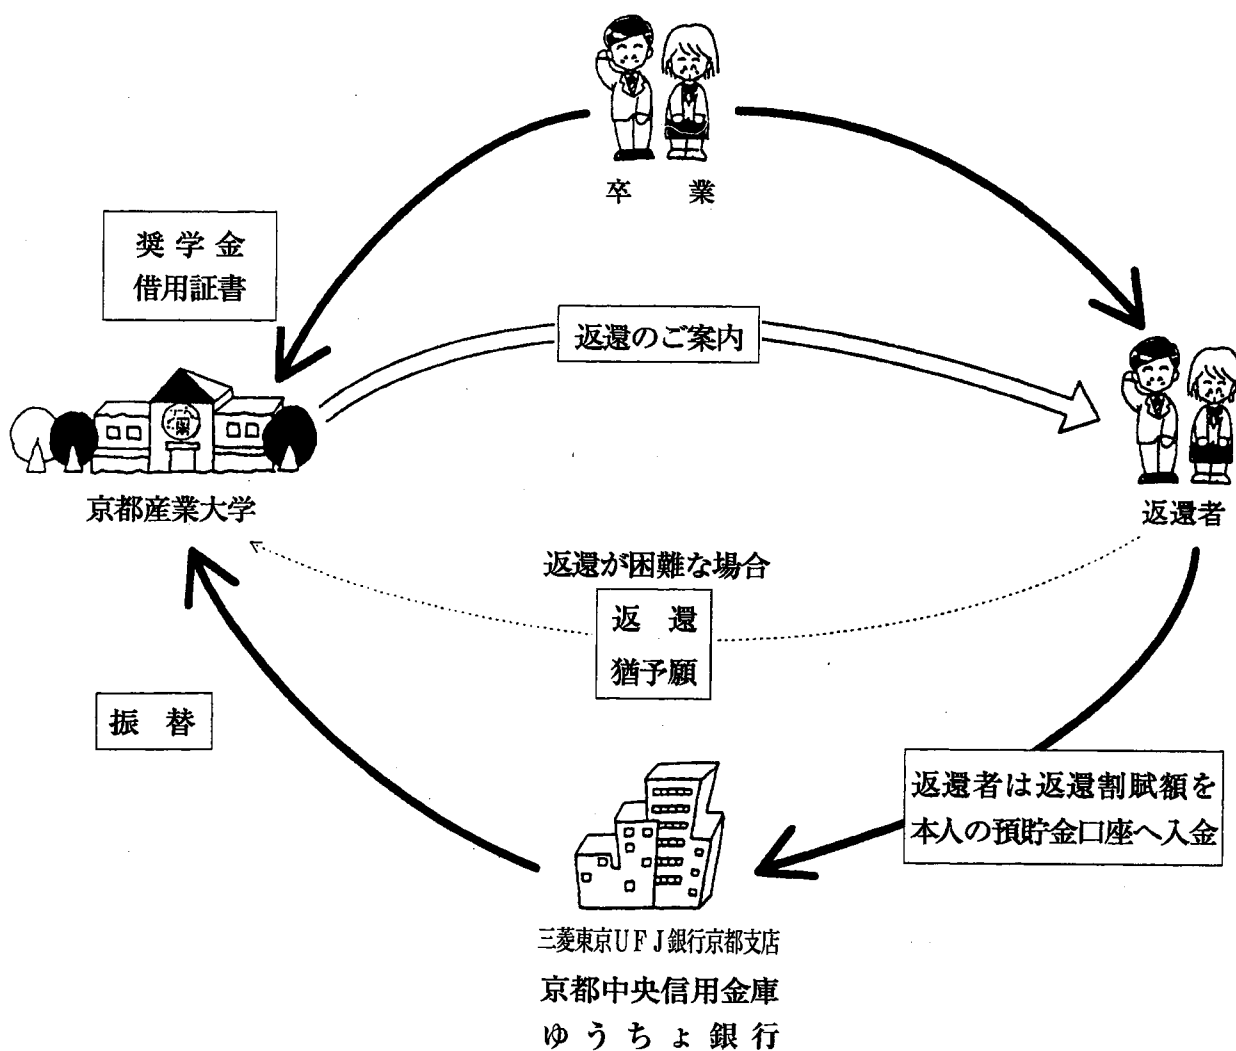 卒　業
奨学金
借用証書
返還のご案内
京都産業大学
返還者
返還が困難な場合
返　還
猶予願
振　替
返還者は返還割賦額を
本人の預貯金口座へ入金
三菱東京ＵＦＪ銀行京都支店
京都中央信用金庫
ゆうちょ銀行